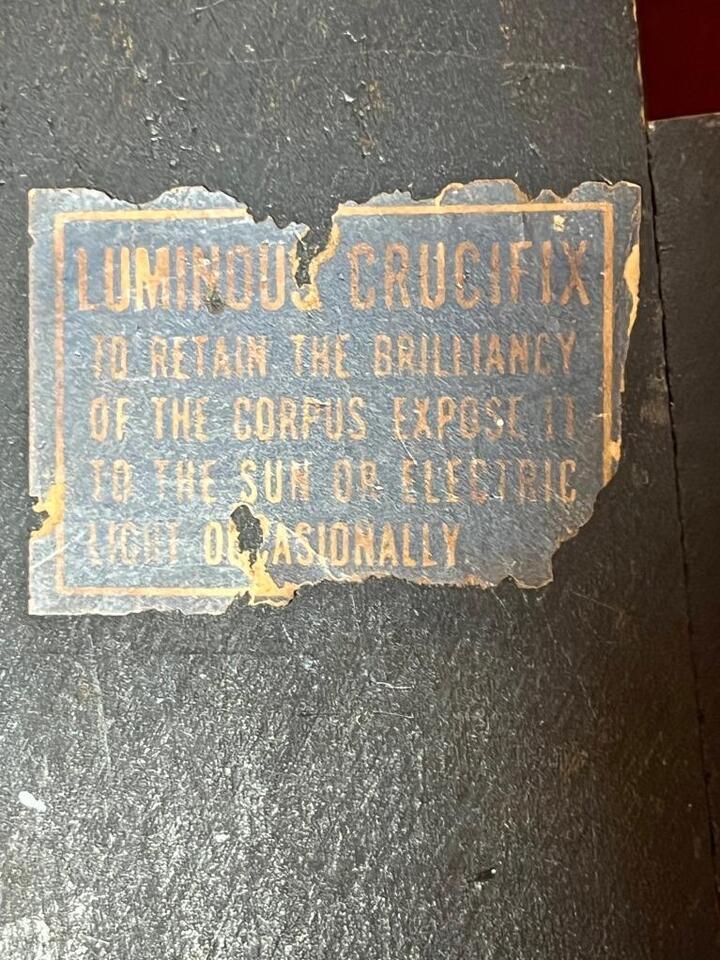 LUMINOUS CRUCIFIX
TO RETAIN THE BRILLIANCY
OF THE CORPUS EXPOSE IT
TO THE SUN OR ELECTRIC
LIGHT OCCASIONALLY.